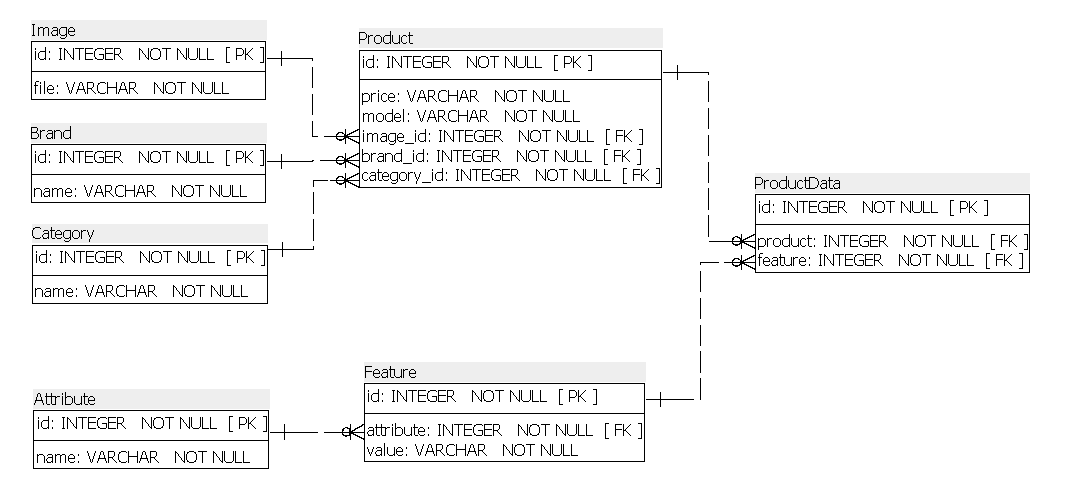 Image
id: INTEGER NOT NULL [ PK ]
file: VARCHAR NOT NULL
Brand
id: INTEGER NOT NULL [ PK ]
name: VARCHAR NOT NULL
Category
id: INTEGER NOT NULL [ PK ]
name: VARCHAR NOT NULL
Product
id: INTEGER NOT NULL [ PK ]
price: VARCHAR NOT NULL
model: VARCHAR NOT NULL
image_id: INTEGER NOT NULL [ FK ]
brand_id: INTEGER NOT NULL [ FK ]
category_id: INTEGER NOT NULL [ FK ]
ProductData
id: INTEGER NOT NULL [ PK ]
product: INTEGER NOT NULL [ FK ]
feature: INTEGER NOT NULL [ FK ]
Attribute
id: INTEGER NOT NULL [ PK ]
name: VARCHAR NOT NULL
Feature
id: INTEGER NOT NULL [ PK ]
attribute: INTEGER NOT NULL [ FK ]
value: VARCHAR NOT NULL